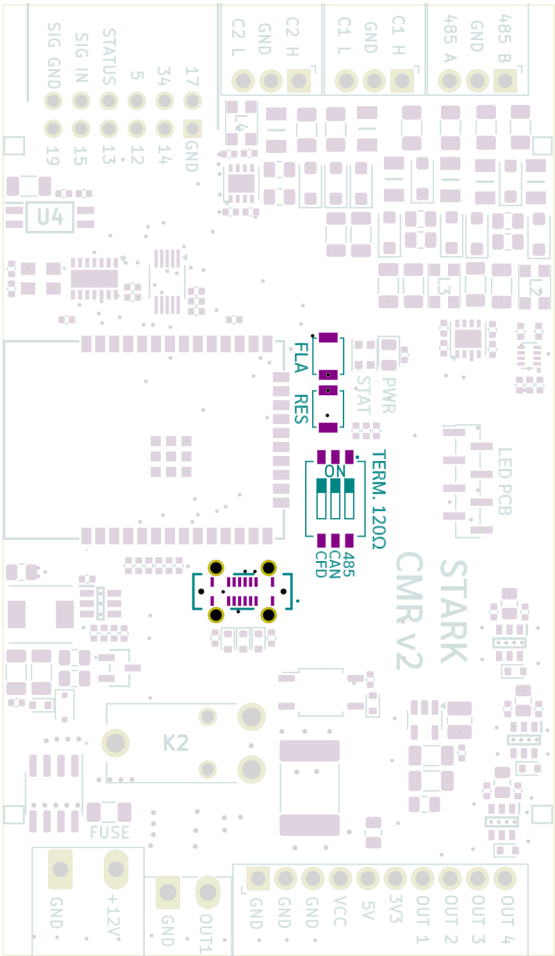 C2 L
GND
C2 H
C1 L
GND
C1 H
485 A
GND
485 B
SIG GND
SIG IN
STATUS
5
34
17
19
15
13
12
14
GND
L4
U4
L3
L2
FLA
STAT
PWR
RES
ON
TERM. 120Ω
CFD
CAN
485
LED PCB
STARK
CMR v2
K2
FUSE
GND
+12V
GND
OUT1
GND
GND
GND
VCC
5V
3V3
OUT 1
OUT 2
OUT 3
OUT 4